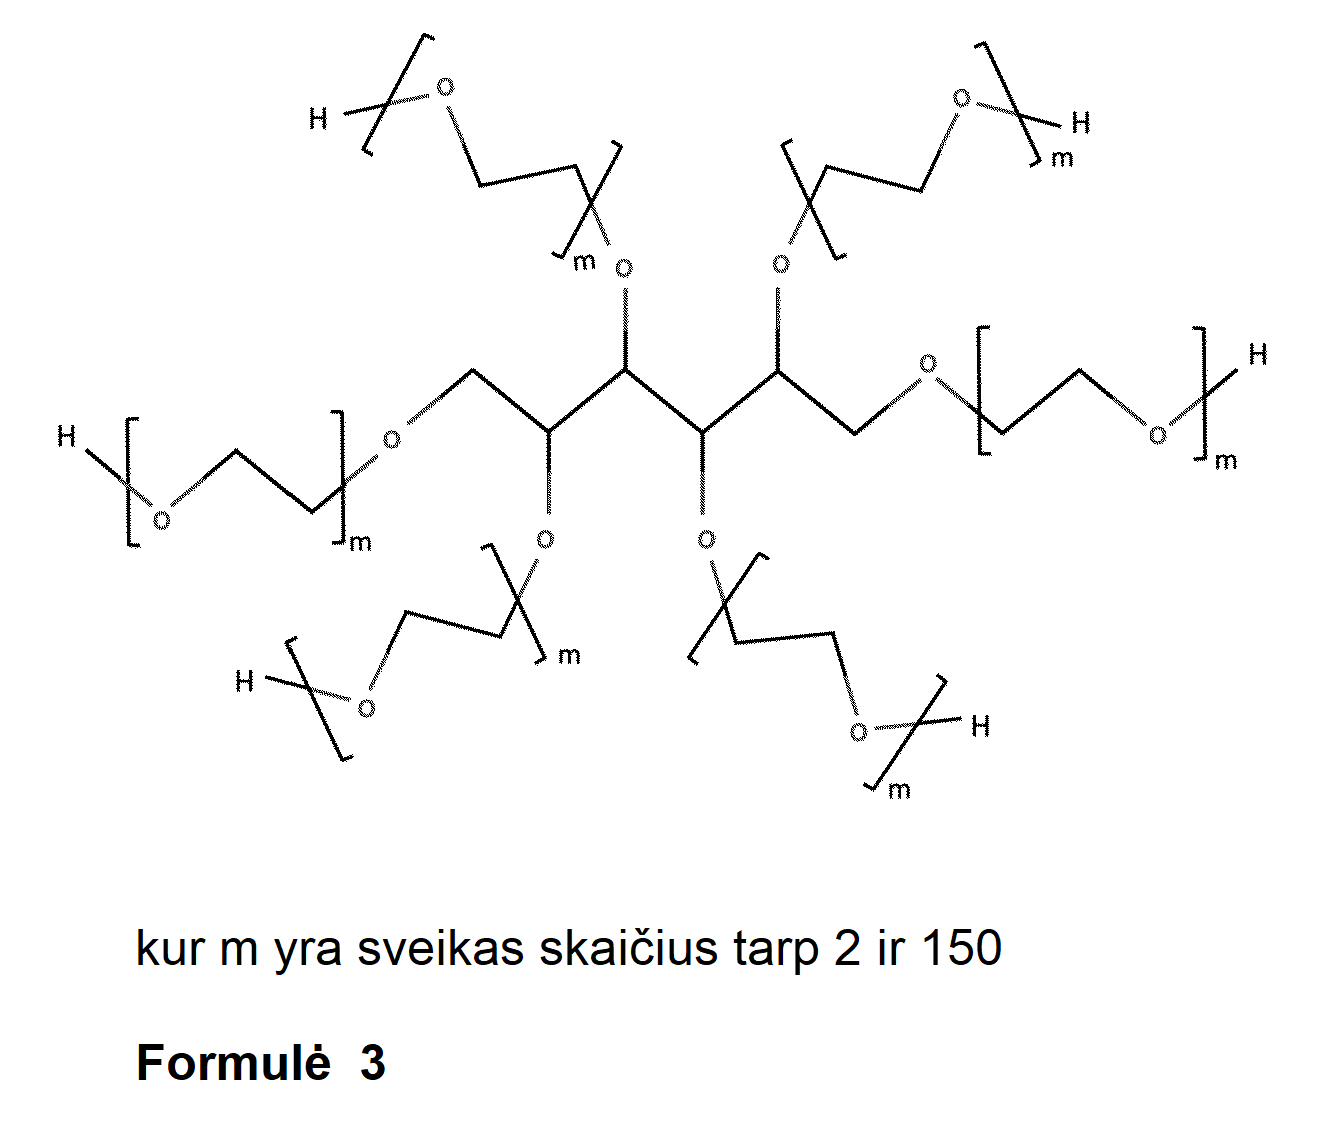 H O O H
m
m O O
O H
H O m
O m O
O O
m
H O O H
m
kur m yra sveikas skaičius tarp 2 ir 150
Formulė 3